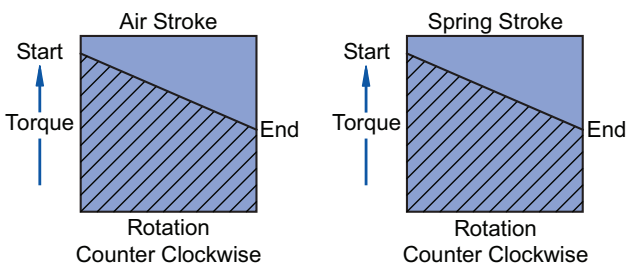 Air Stroke
Start
Torque
End
Rotation
Counter Clockwise
Spring Stroke
Start
Torque
End
Rotation
Counter Clockwise